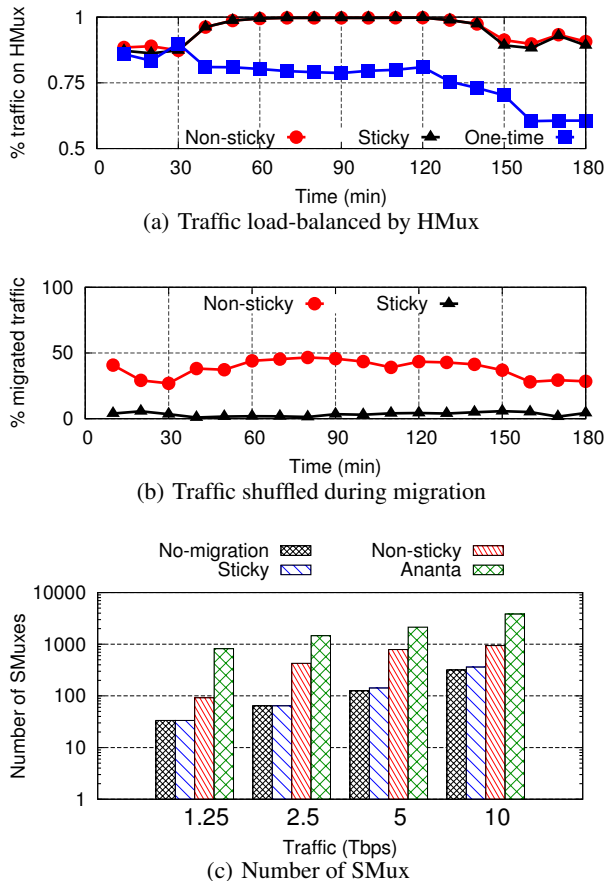 % traffic on HMux
1
0.75
0.5
Non-sticky
Sticky
One-time
0 30 60 90 120 150 180
Time (min)
(a) Traffic load-balanced by HMux
% migrated traffic
100
50
0
Non-sticky
Sticky
0 30 60 90 120 150 180
Time (min)
(b) Traffic shuffled during migration
No-migration
Non-sticky
Sticky
Ananta
Number of SMuxes
10000
1000
100
10
1
1.25 2.5 5 10
Traffic (Tbps)
(c) Number of SMux